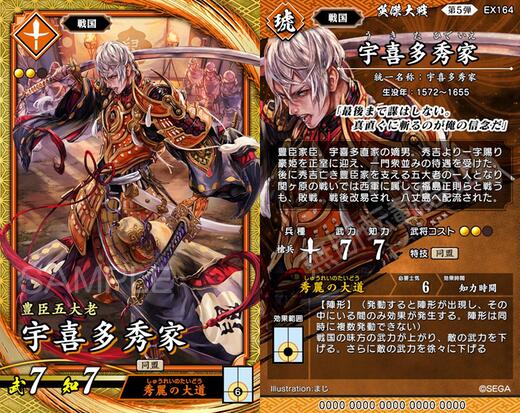 戦国
SAMPLE
豊臣五大老
宇喜多秀家
同盟
武7 知7
しゅうれいのたいどう
秀麗の大道
6
琥
戦国
英傑大戦
第5弾
EX164
うきたひでいえ
宇喜多秀家
統一名称:宇喜多秀家
生没年:1572~1655
「最後まで謀はしない。
真直ぐに斬るのが俺の信念だ」
豊臣家臣。宇喜多直家の嫡男。秀吉より一字賜り
豪姫を正室に迎え、一門衆並みの待遇を受けた。
後に秀吉亡き豊臣家を支える五大老の一人となり
関ヶ原の戦いでは西軍に属して福島正則らと戦う
も、敗戦。戦後改易され、八丈島へ配流された。
兵種 武力 知力 武将コスト
槍兵 7 7 特技 同盟
しゅうれいのたいどう 必要士気 効果時間
秀麗の大道 6 知力時間
効果範囲
【陣形】(発動すると陣形が出現し、その
中にいる間のみ効果が発生する。陣形は同
時に複数発動できない)
戦国の味方の武力が上がり、敵の武力を下
げる。さらに敵の武力を徐々に下げる
Illustration:まじ
©SEGA
0000 0000 0000 0000 0000